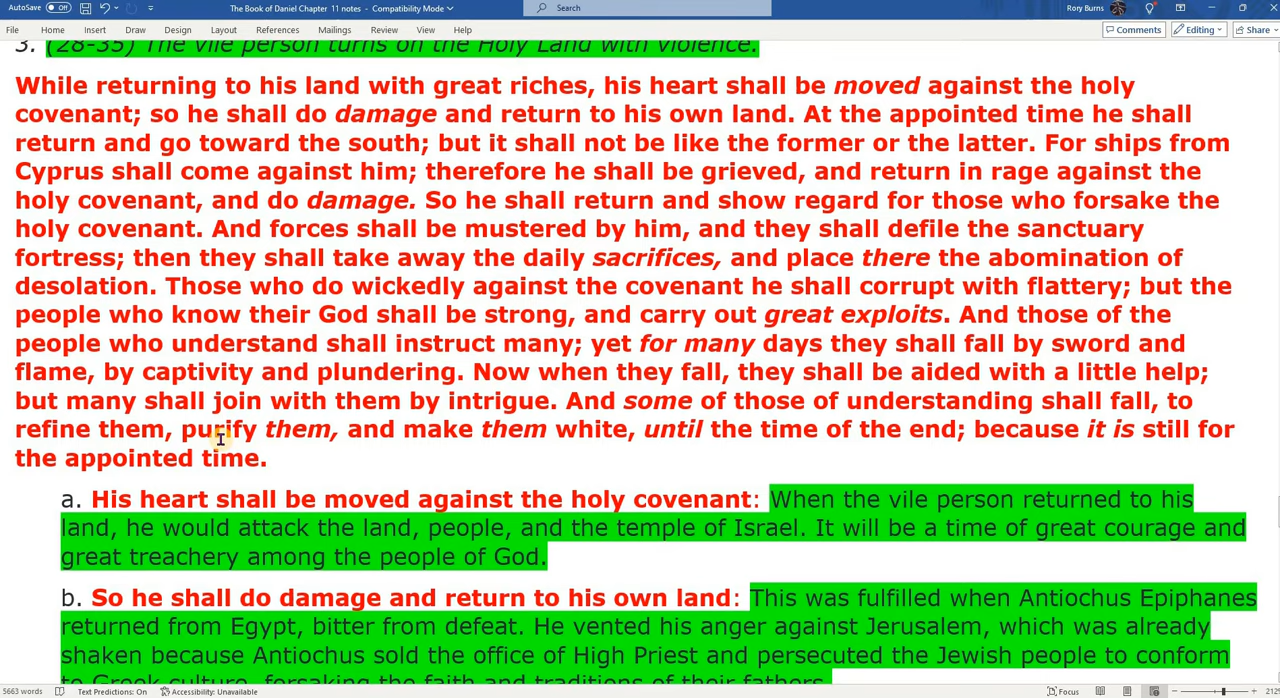 AutoSave Off The Book of Daniel Chapter 11 notes - Compatibility Mode Search Rory Burns
File Home Insert Draw Design Layout References Mailings Review View Help Comments Editing Share
3. (28-35) The vile person turns on the Holy Land with violence.
While returning to his land with great riches, his heart shall be moved against the holy
covenant; so he shall do damage and return to his own land. At the appointed time he shall
return and go toward the south; but it shall not be like the former or the latter. For ships from
Cyprus shall come against him; therefore he shall be grieved, and return in rage against the
holy covenant, and do damage. So he shall return and show regard for those who forsake the
holy covenant. And forces shall be mustered by him, and they shall defile the sanctuary
fortress; then they shall take away the daily sacrifices, and place there the abomination of
desolation. Those who do wickedly against the covenant he shall corrupt with flattery; but the
people who know their God shall be strong, and carry out great exploits. And those of the
people who understand shall instruct many; yet for many days they shall fall by sword and
flame, by captivity and plundering. Now when they fall, they shall be aided with a little help;
but many shall join with them by intrigue. And some of those of understanding shall fall, to
refine them, purify them, and make them white, until the time of the end; because it is still for
the appointed time.
a. His heart shall be moved against the holy covenant: When the vile person returned to his
land, he would attack the land, people, and the temple of Israel. It will be a time of great courage and
great treachery among the people of God.
b. So he shall do damage and return to his own land: This was fulfilled when Antiochus Epiphanes
returned from Egypt, bitter from defeat. He vented his anger against Jerusalem, which was already
shaken because Antiochus sold the office of High Priest and persecuted the Jewish people to conform
to Greek culture, forsaking the faith and traditions of their fathers.
5663 words Text Predictions: On Accessibility: Unavailable Focus